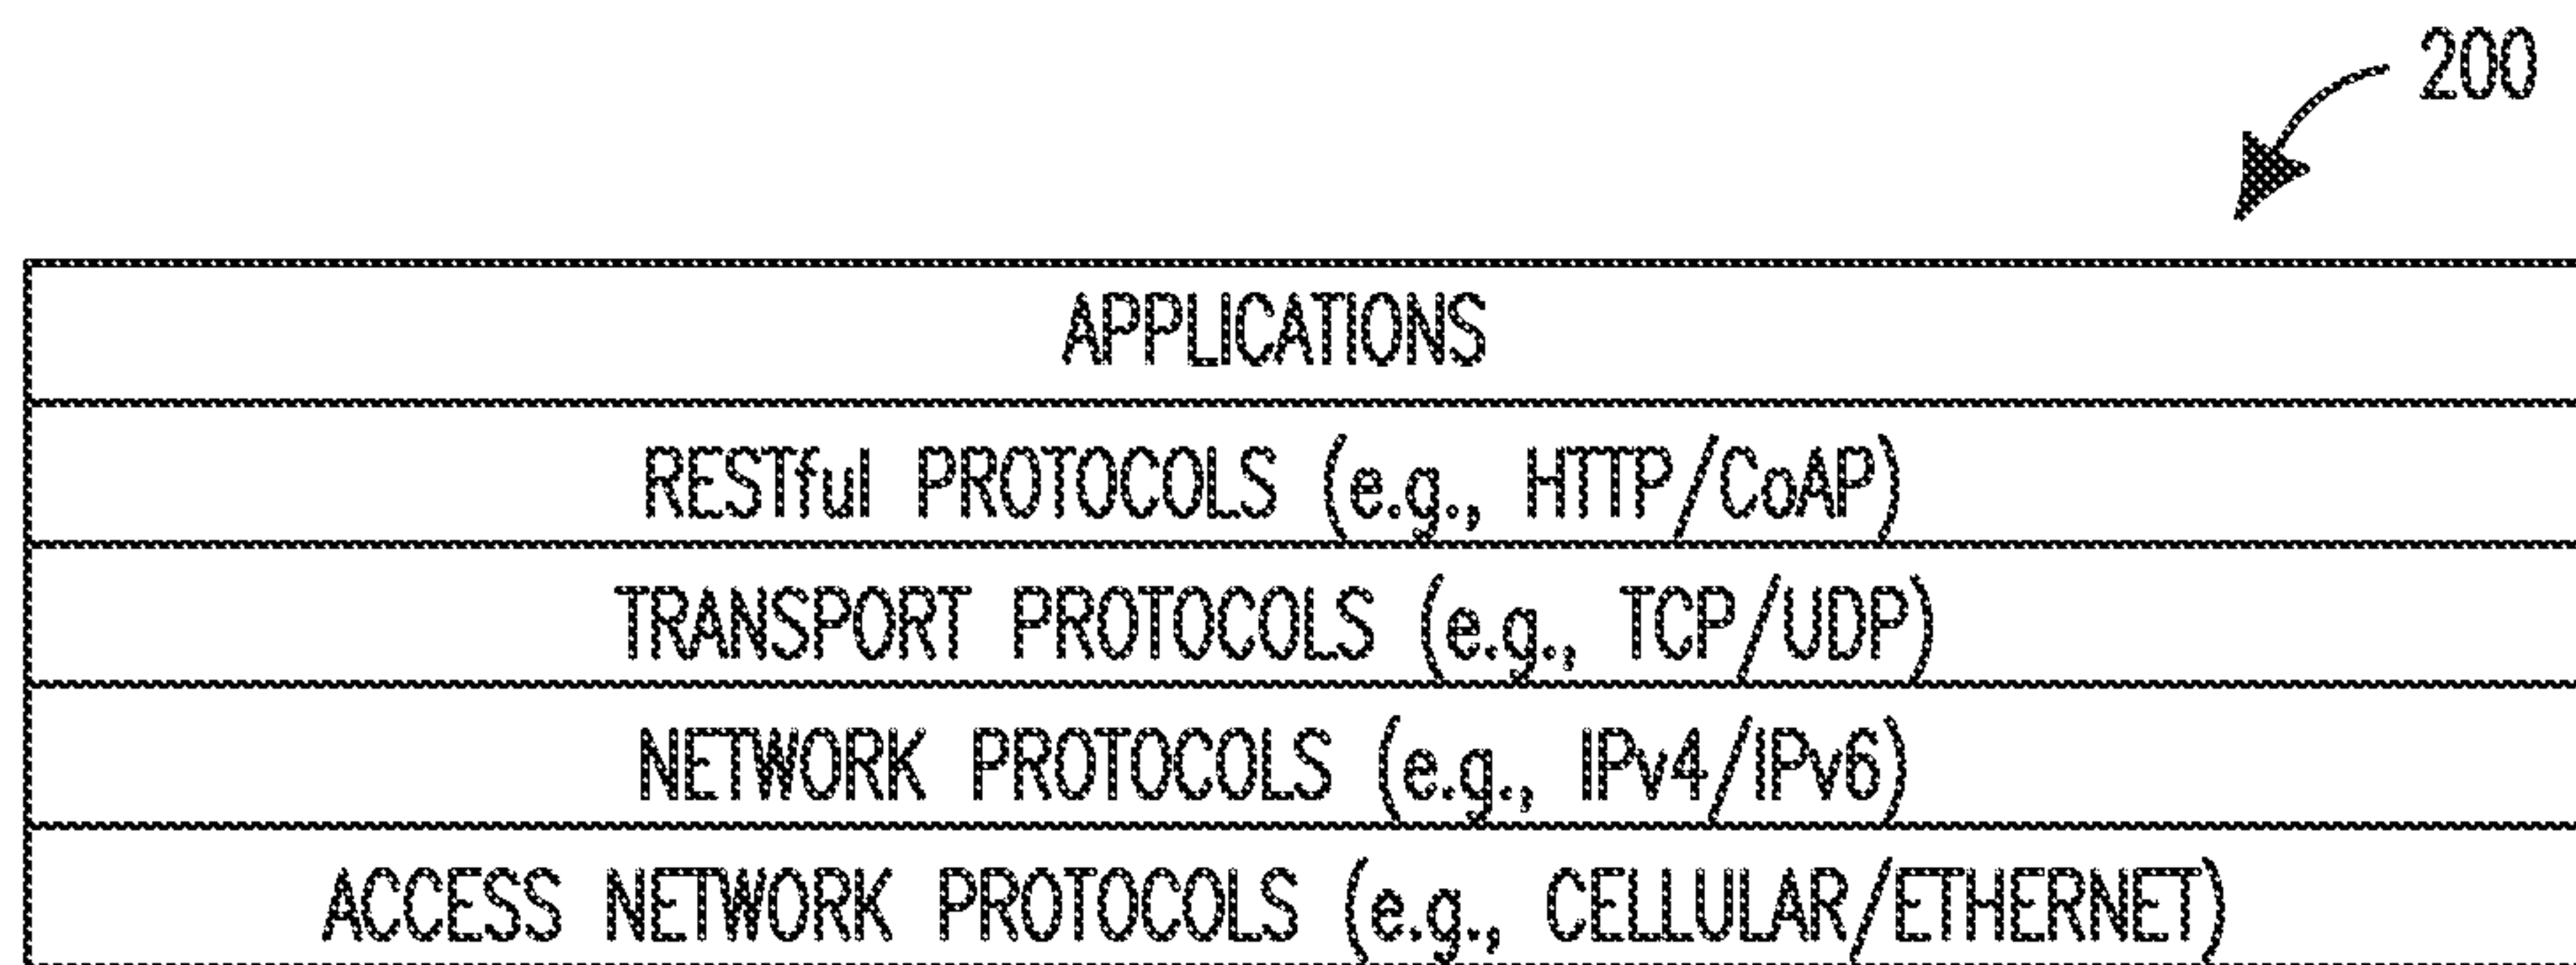 200
APPLICATIONS
RESTful PROTOCOLS (e.g., HTTP/CoAP)
TRANSPORT PROTOCOLS (e.g., TCP/UDP)
NETWORK PROTOCOLS (e.g., IPv4/IPv6)
ACCESS NETWORK PROTOCOLS (e.g., CELLULAR/ETHERNET)